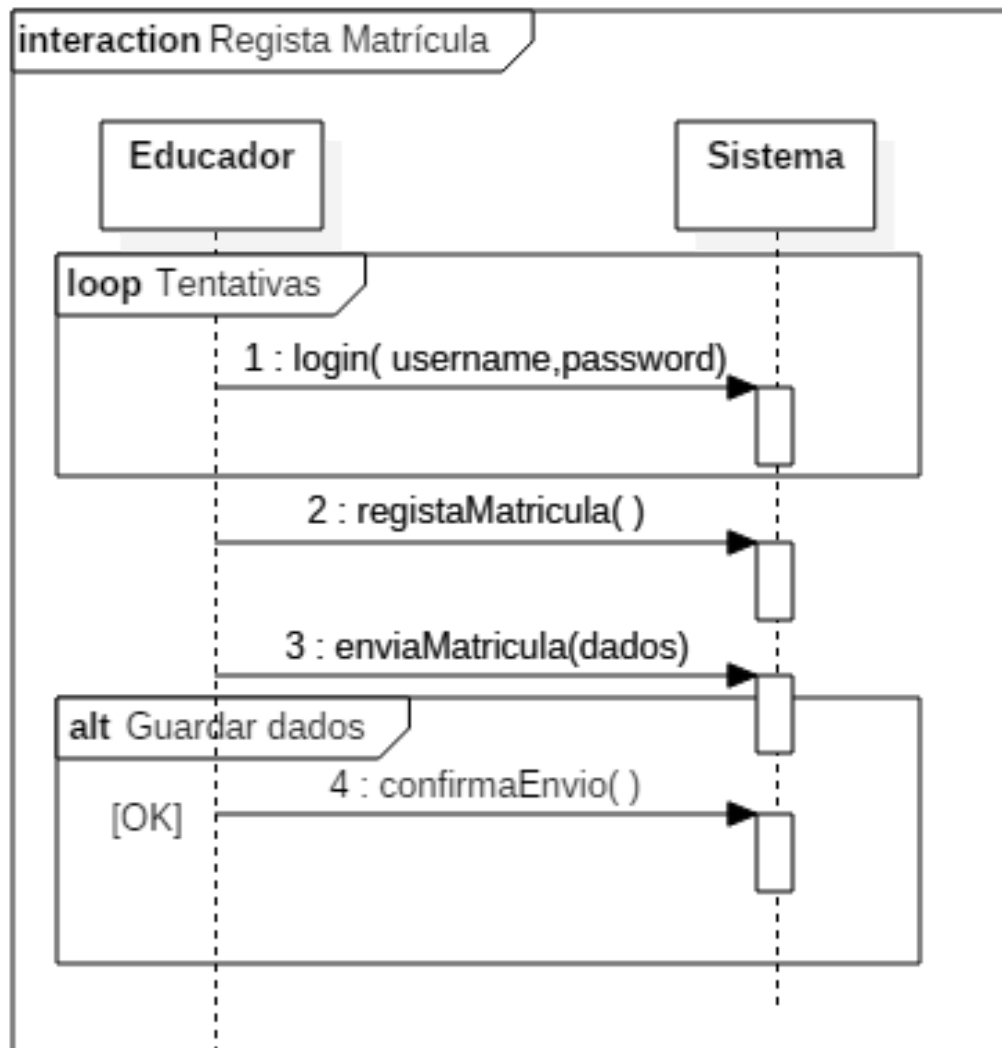 interaction Regista Matrícula
Educador
Sistema
loop Tentativas
1 : login( username,password)
2 : registaMatricula( )
3 : enviaMatricula(dados)
alt Guardar dados
4 : confirmaEnvio( )
[OK]